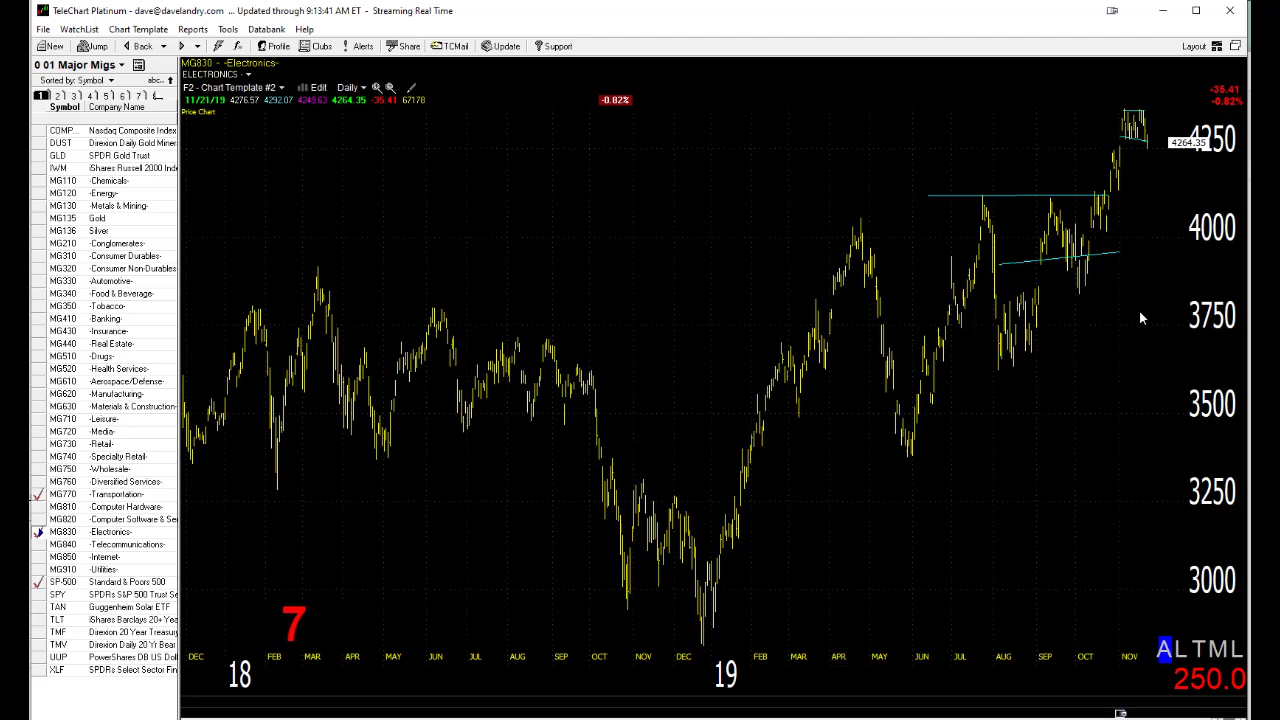 TeleChart Platinum - dave@davelandry.com ... Updated through 9:13:41 AM ET - Streaming Real Time
File WatchList Chart Template Reports Tools Databank Help
New Jump Back Profile Clubs Alerts Share TCMail Update Support Layout
0 01 Major Migs
Sorted by: Symbol abc..
1 2 3 4 5 6 7
Symbol Company Name
COMP... Nasdaq Composite Index
DUST Direxion Daily Gold Miners
GLD SPDR Gold Trust
IWM iShares Russell 2000 Inde
MG110 -Chemicals-
MG120 -Energy-
MG130 -Metals & Mining-
MG135 Gold
MG136 Silver
MG210 -Conglomerates-
MG310 -Consumer Durables-
MG320 -Consumer Non-Durables-
MG330 -Automotive-
MG340 -Food & Beverage-
MG350 -Tobacco-
MG410 -Banking-
MG430 -Insurance-
MG440 -Real Estate-
MG510 -Drugs-
MG520 -Health Services-
MG610 -Aerospace/Defense-
MG620 -Manufacturing-
MG630 -Materials & Construction-
MG710 -Leisure-
MG720 -Media-
MG730 -Retail-
MG740 -Specialty Retail-
MG750 -Wholesale-
MG760 -Diversified Services-
MG770 -Transportation-
MG810 -Computer Hardware-
MG820 -Computer Software & Se
MG830 -Electronics-
MG840 -Telecommunications-
MG850 -Internet-
MG910 -Utilities-
SP-500 Standard & Poors 500
SPY SPDRs S&P 500 Trust Se
TAN Guggenheim Solar ETF
TLT iShares Barclays 20+ Yea
TMF Direxion 20 Year Treasury
TMV Direxion Daily 20 Yr Bear
UUP PowerShares DB US Doll
XLF SPDRs Select Sector Fin
MG830 - -Electronics-
ELECTRONICS -
F2 - Chart Template #2 Edit Daily
11/21/19 4276.57 4292.07 4249.63 4264.35 -35.41 67178 -0.82%
Price Chart
-35.41
-0.82%
4264.35
4250
4000
3750
3500
3250
3000
7
DEC FEB MAR APR MAY JUN JUL AUG SEP OCT NOV DEC FEB MAR APR MAY JUN JUL AUG SEP OCT NOV
18 19
ALTML
250.0